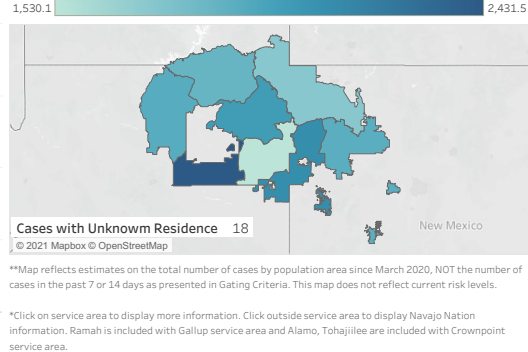 1,530.1
2,431.5
New Mexico
Cases with Unknowm Residence 18
© 2021 Mapbox © OpenStreetMap
**Map reflects estimates on the total number of cases by population area since March 2020, NOT the number of
cases in the past 7 or 14 days as presented in Gating Criteria. This map does not reflect current risk levels.
*Click on service area to display more information. Click outside service area to display Navajo Nation
information. Ramah is included with Gallup service area and Alamo, Tohajiilee are included with Crownpoint
service area.